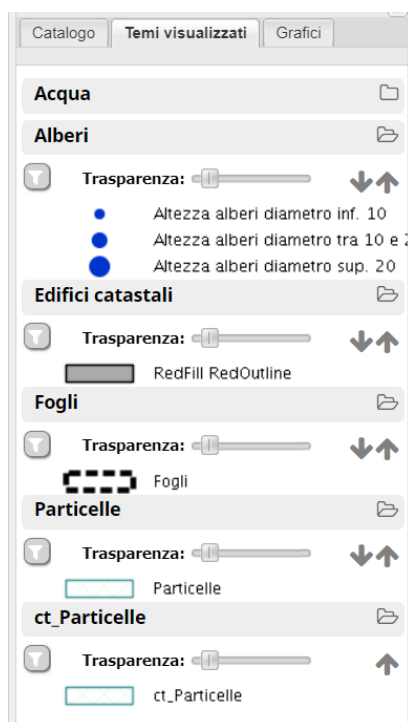 Catalogo Temi visualizzati Grafici
Acqua
Alberi
Trasparenza:
Altezza alberi diametro inf. 10
Altezza alberi diametro tra 10 e
Altezza alberi diametro sup. 20
Edifici catastali
Trasparenza:
RedFill RedOutline
Fogli
Trasparenza:
Fogli
Particelle
Trasparenza:
Particelle
ct_Particelle
Trasparenza:
ct_Particelle